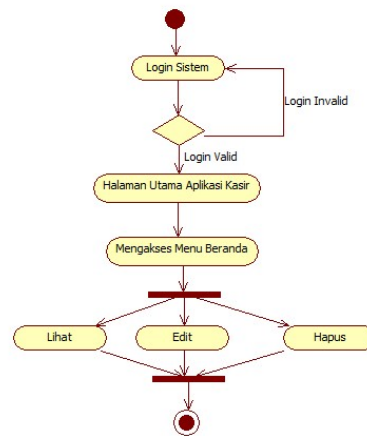 Login Sistem
Login Invalid
Login Valid
Halaman Utama Aplikasi Kasir
Mengakses Menu Beranda
Lihat
Edit
Hapus